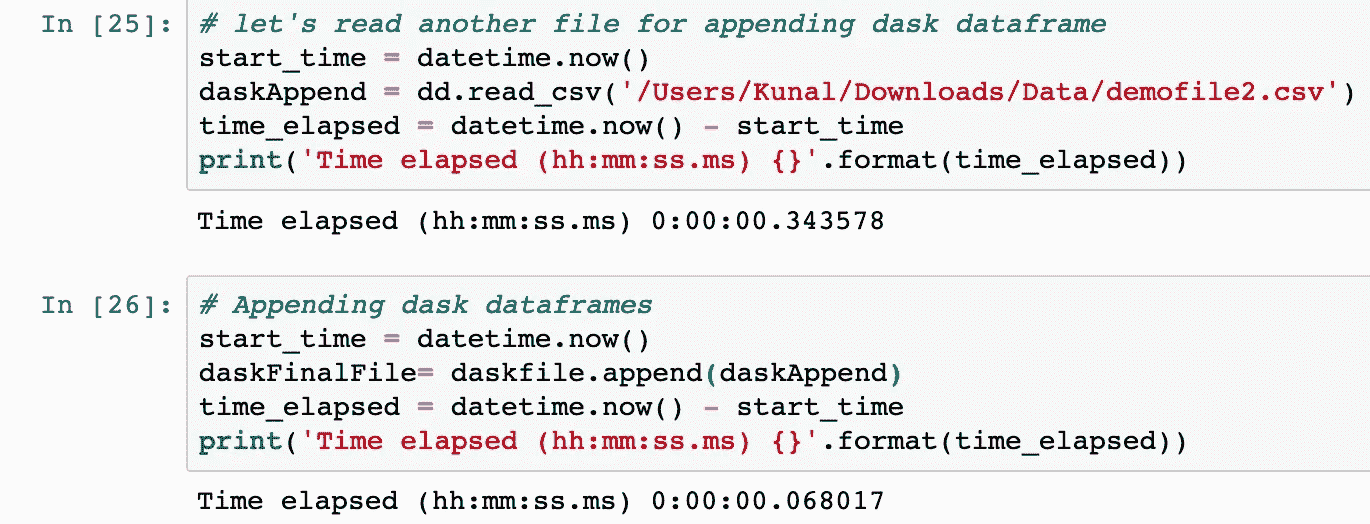 In [25]: # let's read another file for appending dask dataframe
start_time = datetime.now()
daskAppend = dd.read_csv('/Users/Kunal/Downloads/Data/demofile2.csv')
time_elapsed = datetime.now() - start_time
print('Time elapsed (hh:mm:ss.ms) {}'.format(time_elapsed))
Time elapsed (hh:mm:ss.ms) 0:00:00.343578
In [26]: # Appending dask dataframes
start_time = datetime.now()
daskFinalFile= daskfile.append(daskAppend)
time_elapsed = datetime.now() - start_time
print('Time elapsed (hh:mm:ss.ms) {}'.format(time_elapsed))
Time elapsed (hh:mm:ss.ms) 0:00:00.068017